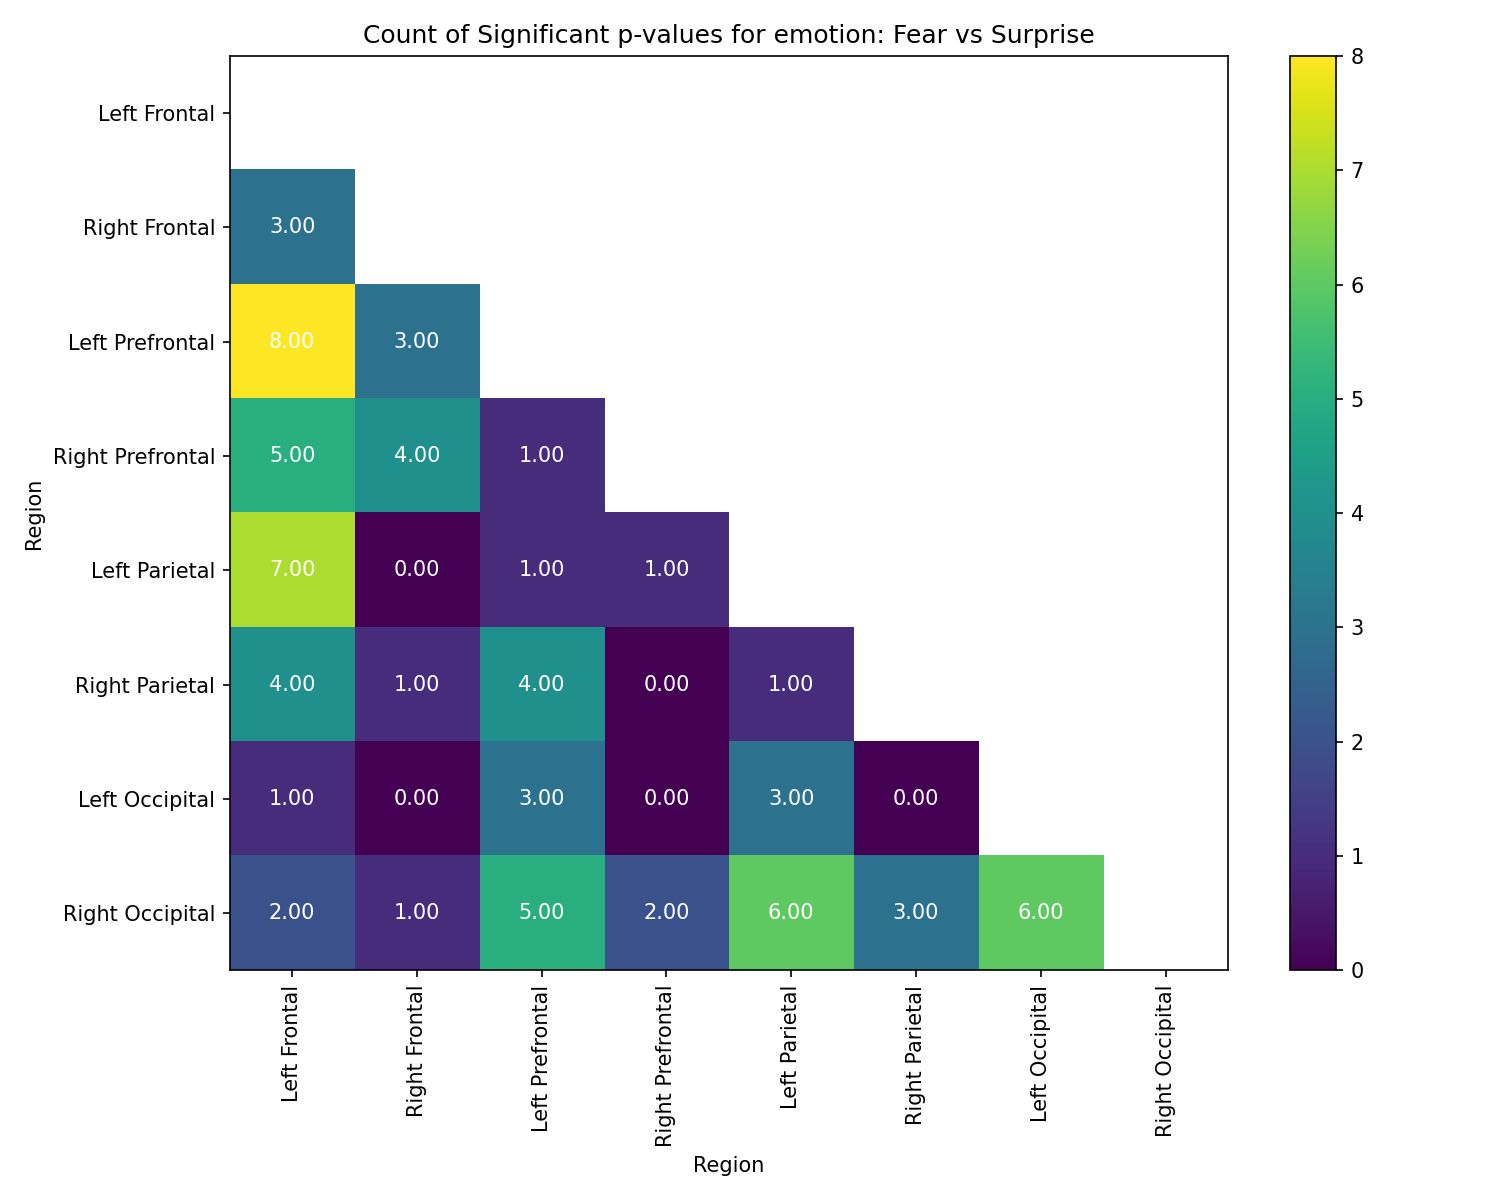 Count of Significant p-values for emotion: Fear vs Surprise
Region
Left Frontal
Right Frontal 3.00
Left Prefrontal 8.00 3.00
Right Prefrontal 5.00 4.00 1.00
Left Parietal 7.00 0.00 1.00 1.00
Right Parietal 4.00 1.00 4.00 0.00 1.00
Left Occipital 1.00 0.00 3.00 0.00 3.00 0.00
Right Occipital 2.00 1.00 5.00 2.00 6.00 3.00 6.00
Left Frontal
Right Frontal
Left Prefrontal
Right Prefrontal
Left Parietal
Right Parietal
Left Occipital
Right Occipital
Region
8
7
6
5
4
3
2
1
0